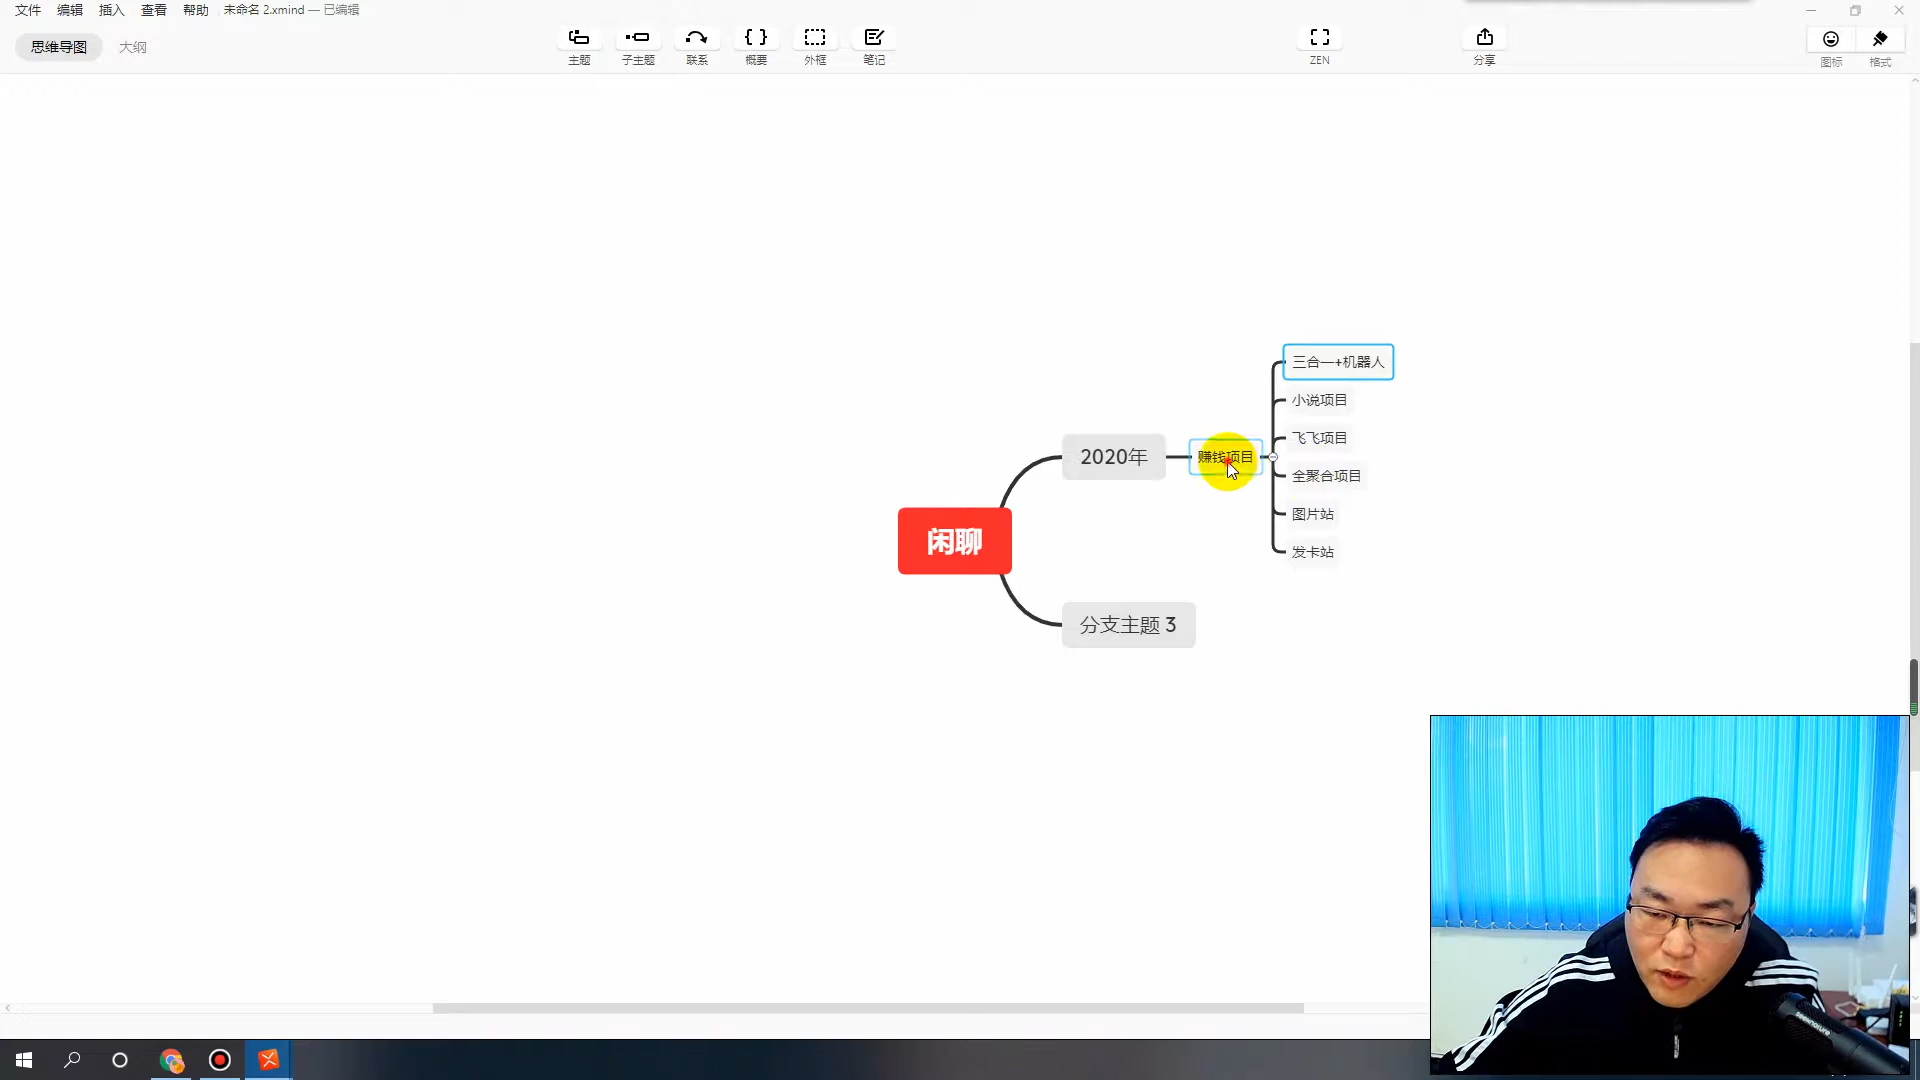 文件 编辑 插入 查看 帮助 未命名 2.xmind — 已编辑
思维导图 大纲
主题 子主题 联系 概要 外框 笔记 ZEN 分享 图标 格式
三合一+机器人
小说项目
飞飞项目
2020年 赚钱项目
全聚合项目
图片站
闲聊
发卡站
分支主题 3